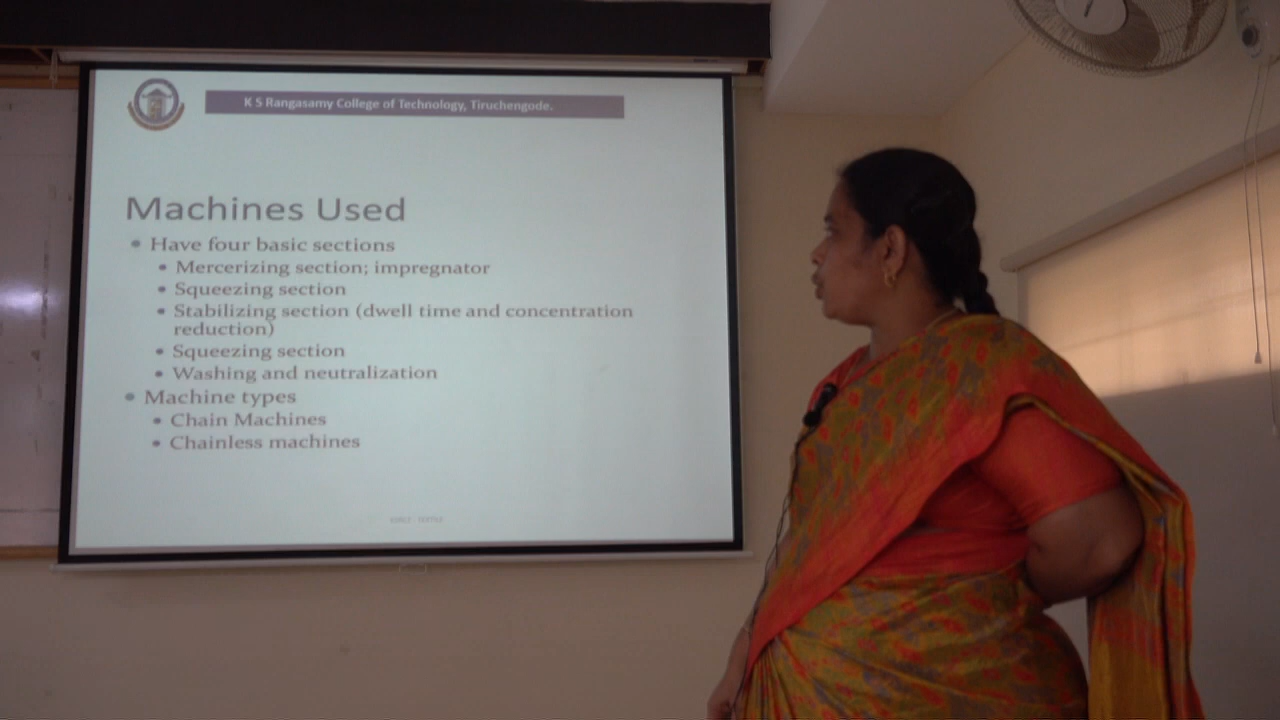 K S Rangasamy College of Technology, Tiruchengode.
Machines Used
• Have four basic sections
• Mercerizing section; impregnator
• Squeezing section
• Stabilizing section (dwell time and concentration
reduction)
• Squeezing section
• Washing and neutralization
• Machine types
• Chain Machines
• Chainless machines